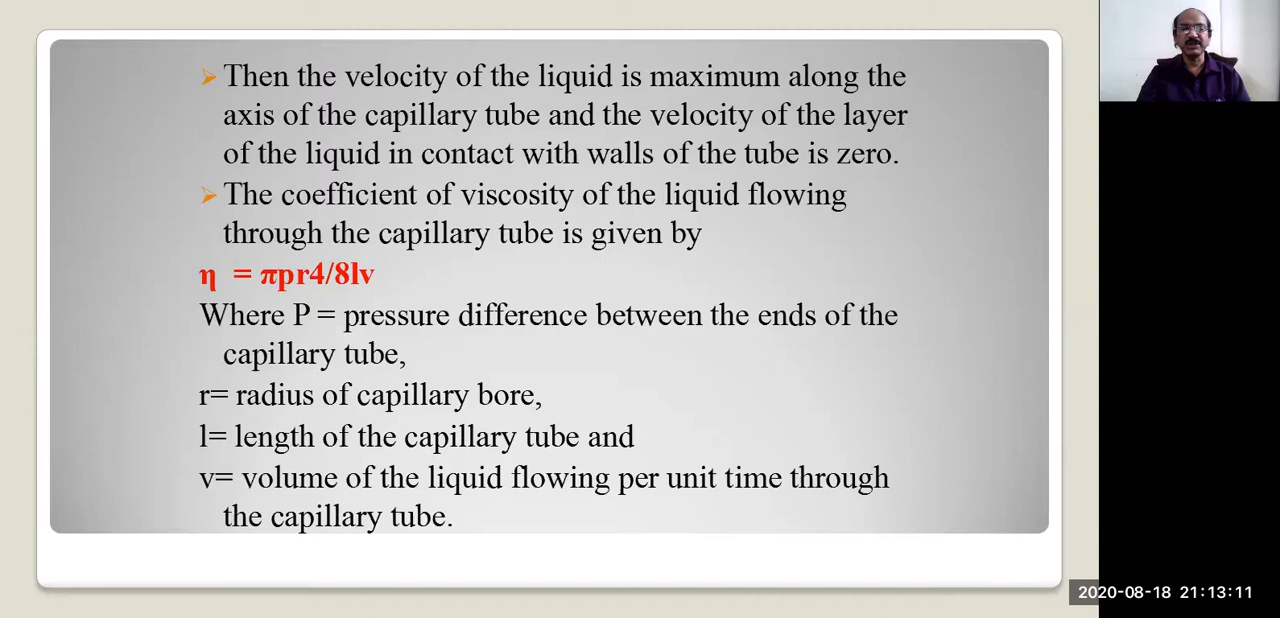 Then the velocity of the liquid is maximum along the
axis of the capillary tube and the velocity of the layer
of the liquid in contact with walls of the tube is zero.
The coefficient of viscosity of the liquid flowing
through the capillary tube is given by
η = πpr4/8lv
Where P = pressure difference between the ends of the
capillary tube,
r= radius of capillary bore,
l= length of the capillary tube and
v= volume of the liquid flowing per unit time through
the capillary tube.
2020-08-18 21:13:11